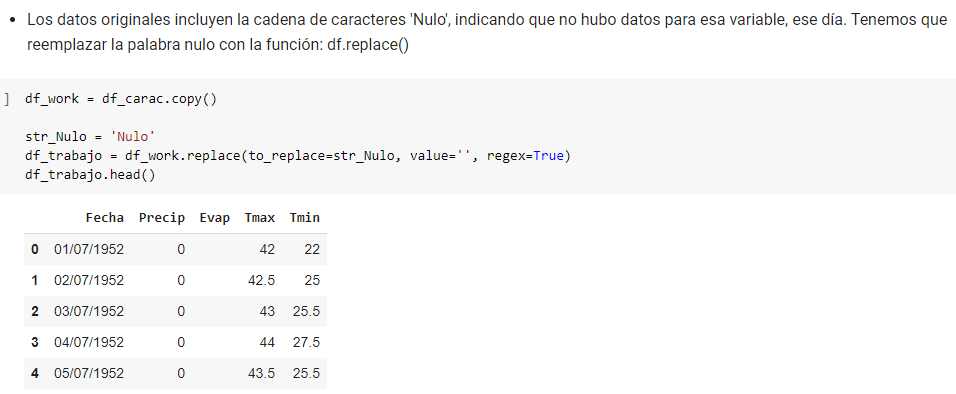 • Los datos originales incluyen la cadena de caracteres 'Nulo', indicando que no hubo datos para esa variable, ese día. Tenemos que
reemplazar la palabra nulo con la función: df.replace()
] df_work = df_carac.copy()
str_Nulo = 'Nulo'
df_trabajo = df_work.replace(to_replace=str_Nulo, value='', regex=True)
df_trabajo.head()
Fecha Precip Evap Tmax Tmin
0 01/07/1952 0 42 22
1 02/07/1952 0 42.5 25
2 03/07/1952 0 43 25.5
3 04/07/1952 0 44 27.5
4 05/07/1952 0 43.5 25.5